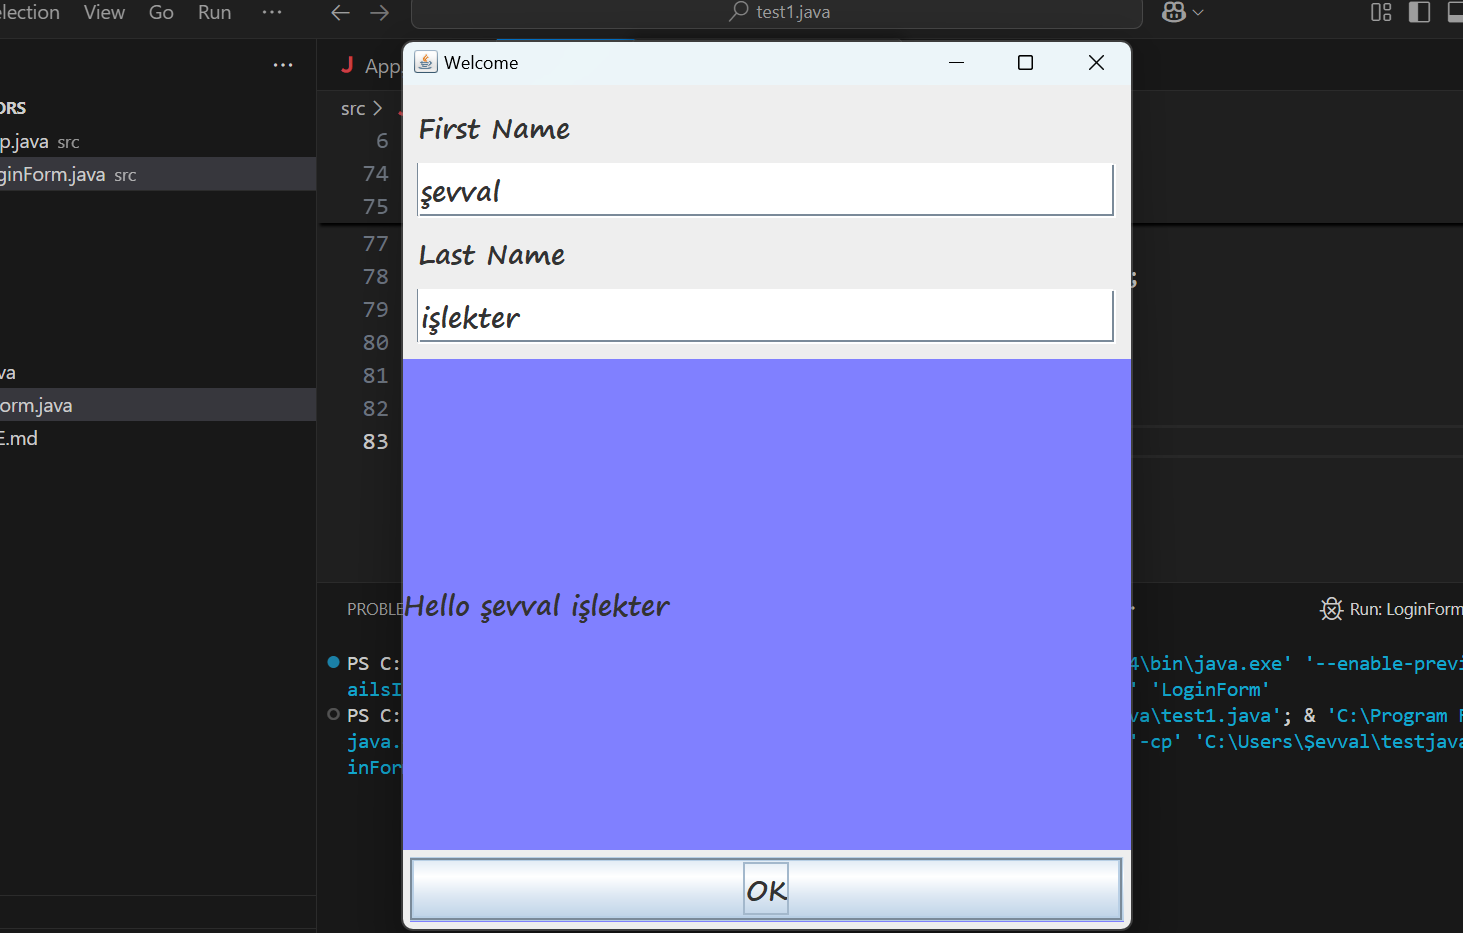 election View Go Run ...
test1.java
Welcome
ORS
p.java src
ginForm.java src
va
orm.java
E.md
App.
src
6
74
75
77
78 ;
79
80
81
82
83
First Name
şevval
Last Name
işlekter
Hello şevval işlekter
OK
PROBLE
Run: LoginForm
PS C: 4\bin\java.exe' '--enable-previ
ailsI ' 'LoginForm'
PS C: va\test1.java'; & 'C:\Program F
java. '-cp' 'C:\Users\Şevval\testjava
inFor